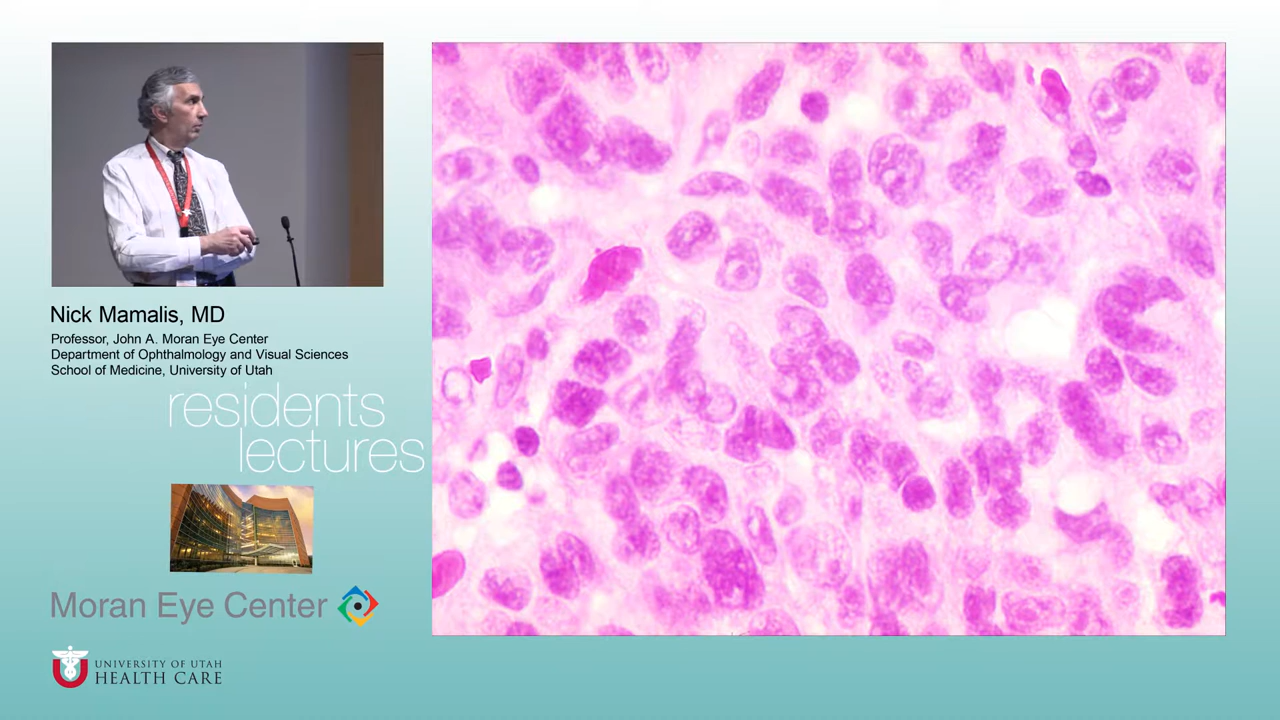 Nick Mamalis, MD
Professor, John A. Moran Eye Center
Department of Ophthalmology and Visual Sciences
School of Medicine, University of Utah
residents
lectures
Moran Eye Center
U
UNIVERSITY OF UTAH
HEALTH CARE